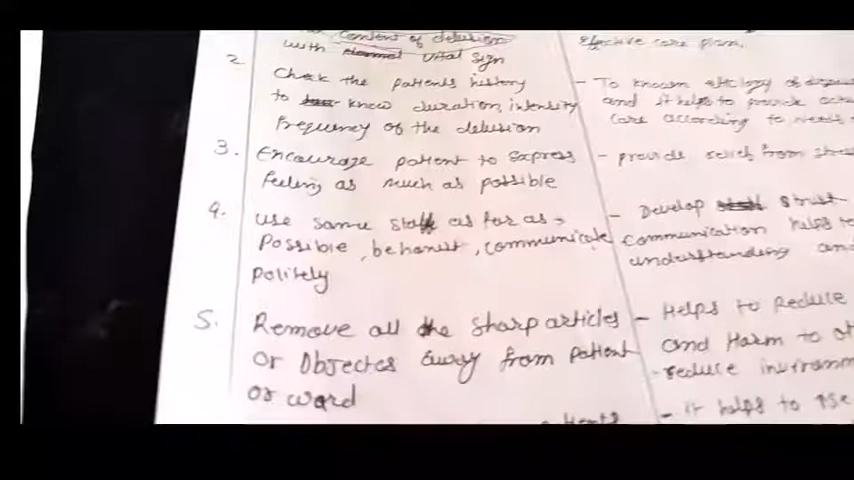 Content of delusion
with vital sign
effective care plan.
2 Check the patients history
to know duration, intensity
frequency of the delusion
- To known etiology of
and it helps to provide
care according to needs
3. Encourage patient to express
feeling as much as possible
- provide relief from
4. use same staff as far as
possible, be honest, communicate
politely
- Develop
communication helps to
understanding and
5. Remove all the sharp articles
or Objectes away from patient
or ward
- Helps to Reduce
and Harm to
- reduce
- it helps to